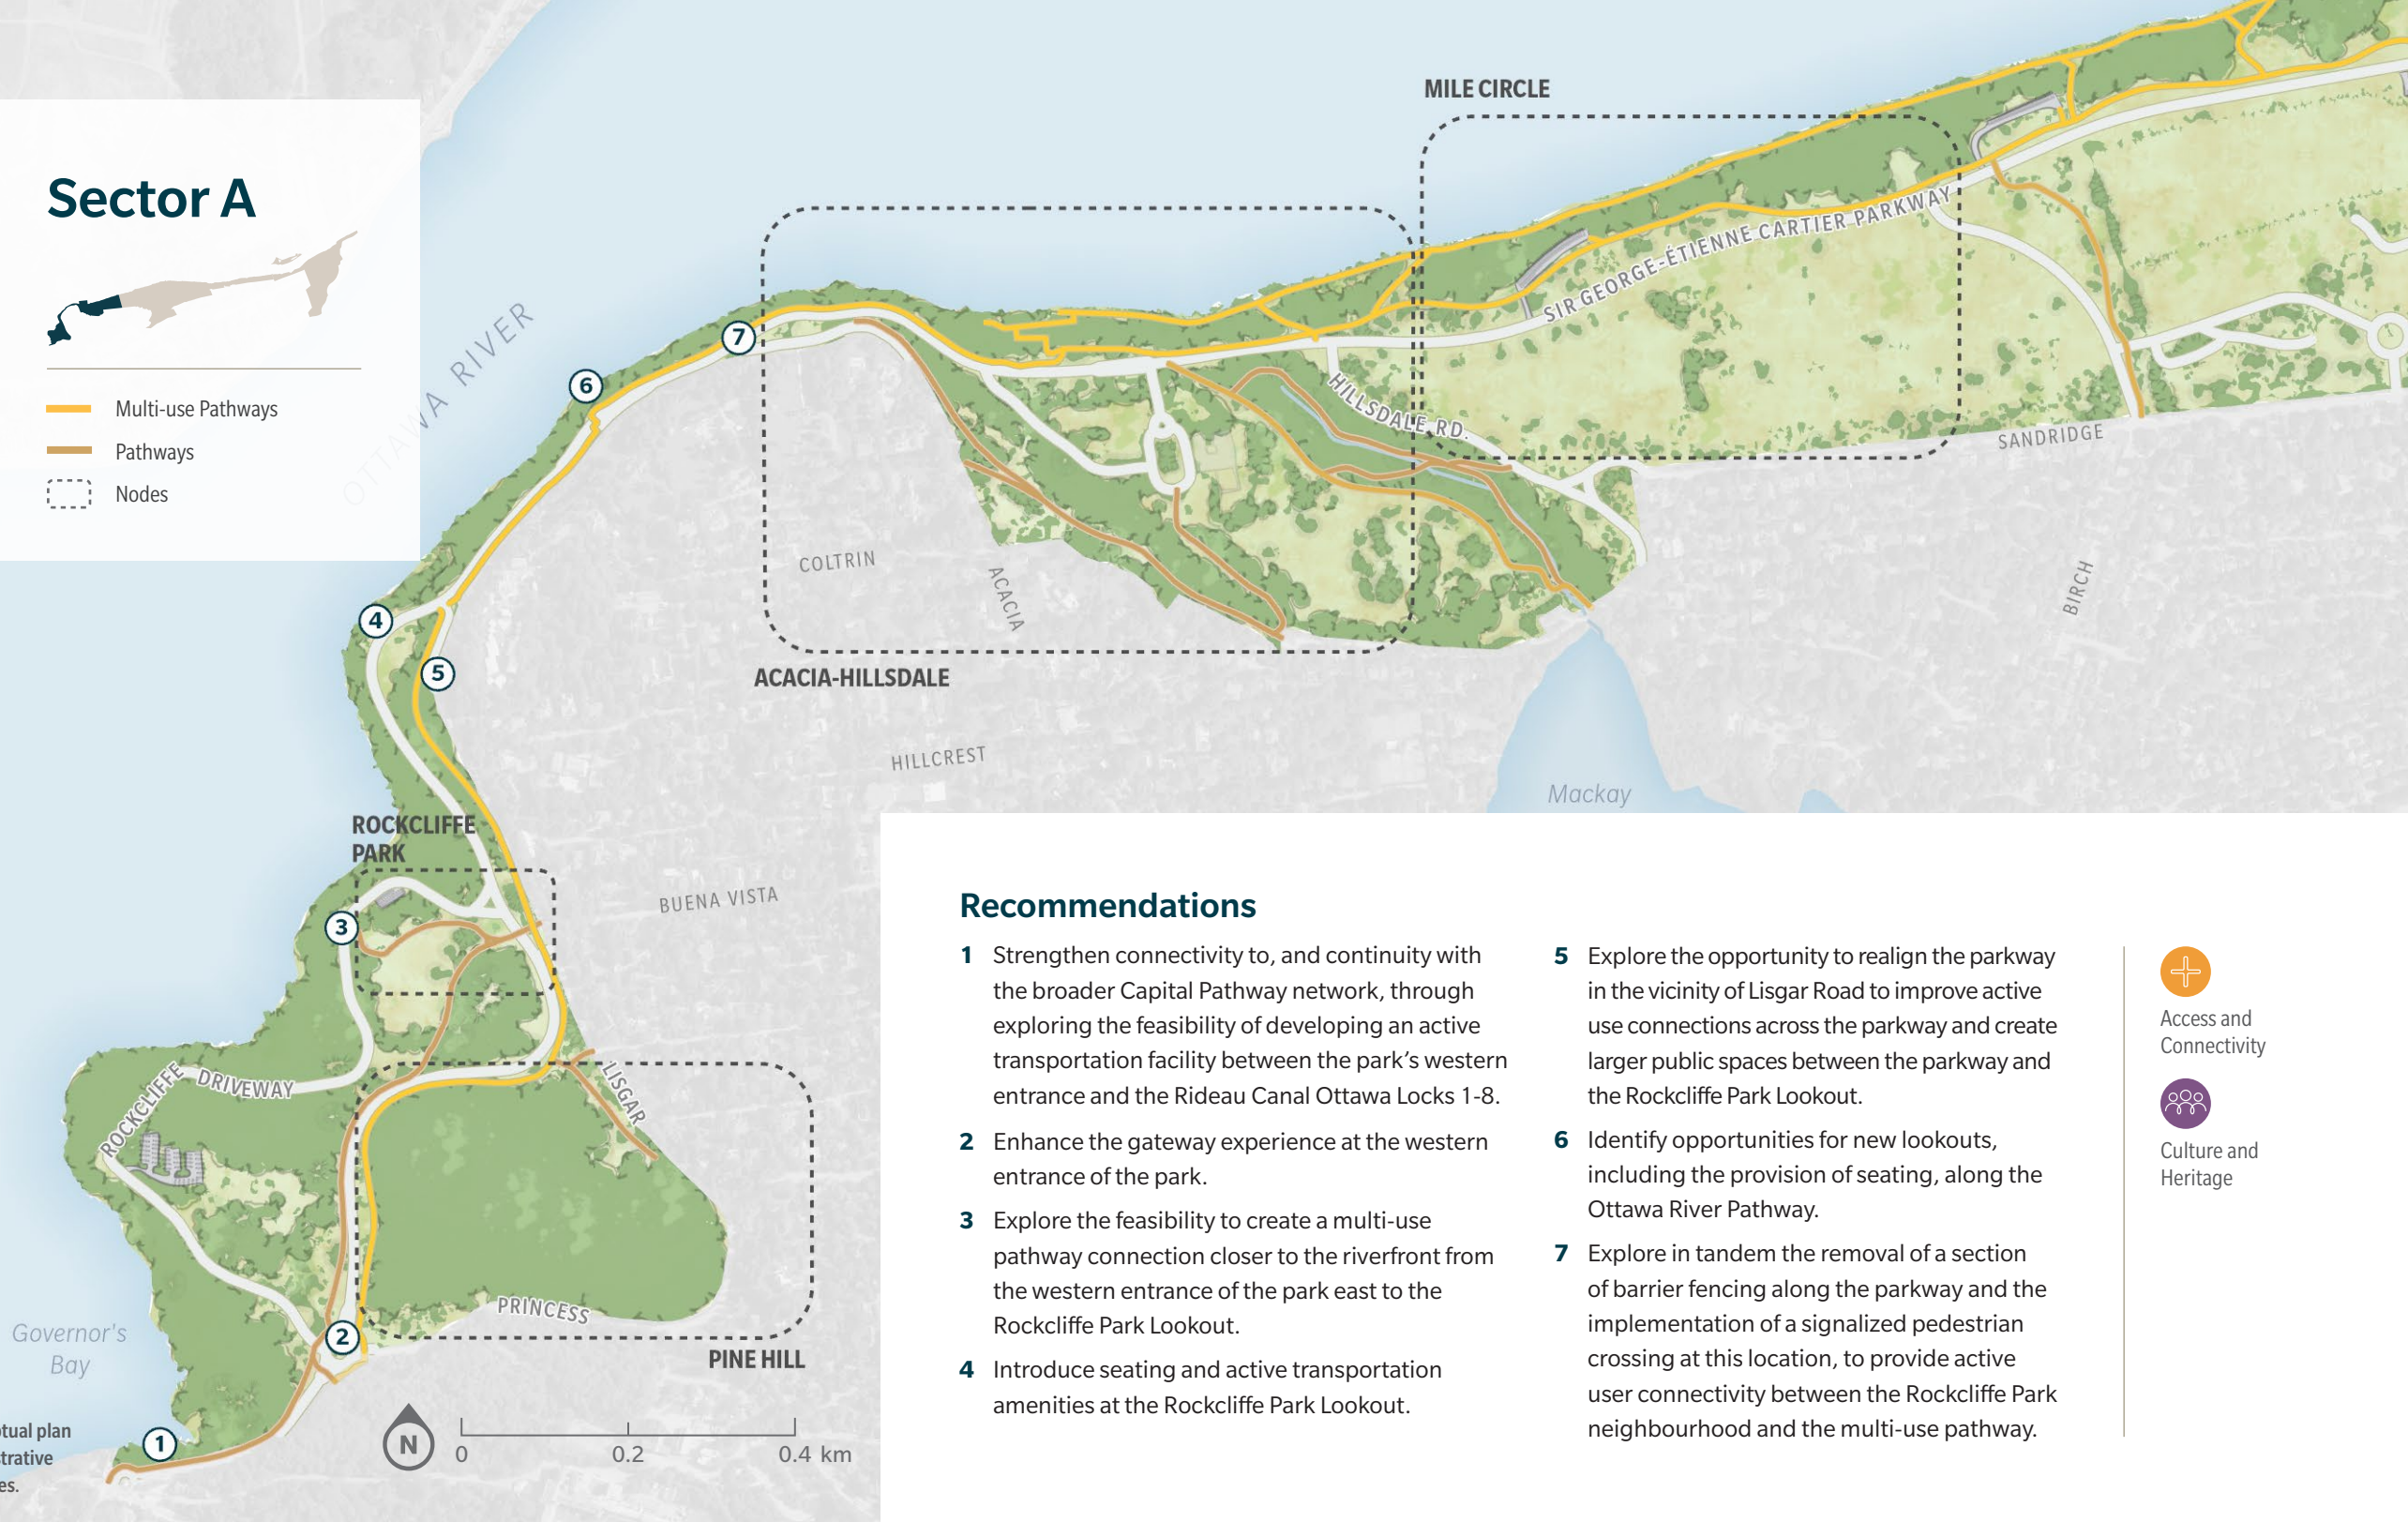 Sector A
Multi-use Pathways
Pathways
Nodes
OTTAWA RIVER
MILE CIRCLE
SIR GEORGE-ÉTIENNE CARTIER PARKWAY
HILLSDALE RD.
SANDRIDGE
BIRCH
7
6
4
5
COLTRIN
ACACIA
ACACIA-HILLSDALE
HILLCREST
Mackay
ROCKCLIFFE
PARK
3
BUENA VISTA
ROCKCLIFFE DRIVEWAY
LISGAR
PRINCESS
2
PINE HILL
Governor's
Bay
1
N
0
0.2
0.4 km
tual plan
trative
es.
Recommendations
1 Strengthen connectivity to, and continuity with
the broader Capital Pathway network, through
exploring the feasibility of developing an active
transportation facility between the park's western
entrance and the Rideau Canal Ottawa Locks 1-8.
2 Enhance the gateway experience at the western
entrance of the park.
3 Explore the feasibility to create a multi-use
pathway connection closer to the riverfront from
the western entrance of the park east to the
Rockcliffe Park Lookout.
4 Introduce seating and active transportation
amenities at the Rockcliffe Park Lookout.
5 Explore the opportunity to realign the parkway
in the vicinity of Lisgar Road to improve active
use connections across the parkway and create
larger public spaces between the parkway and
the Rockcliffe Park Lookout.
6 Identify opportunities for new lookouts,
including the provision of seating, along the
Ottawa River Pathway.
7 Explore in tandem the removal of a section
of barrier fencing along the parkway and the
implementation of a signalized pedestrian
crossing at this location, to provide active
user connectivity between the Rockcliffe Park
neighbourhood and the multi-use pathway.
Access and
Connectivity
Culture and
Heritage